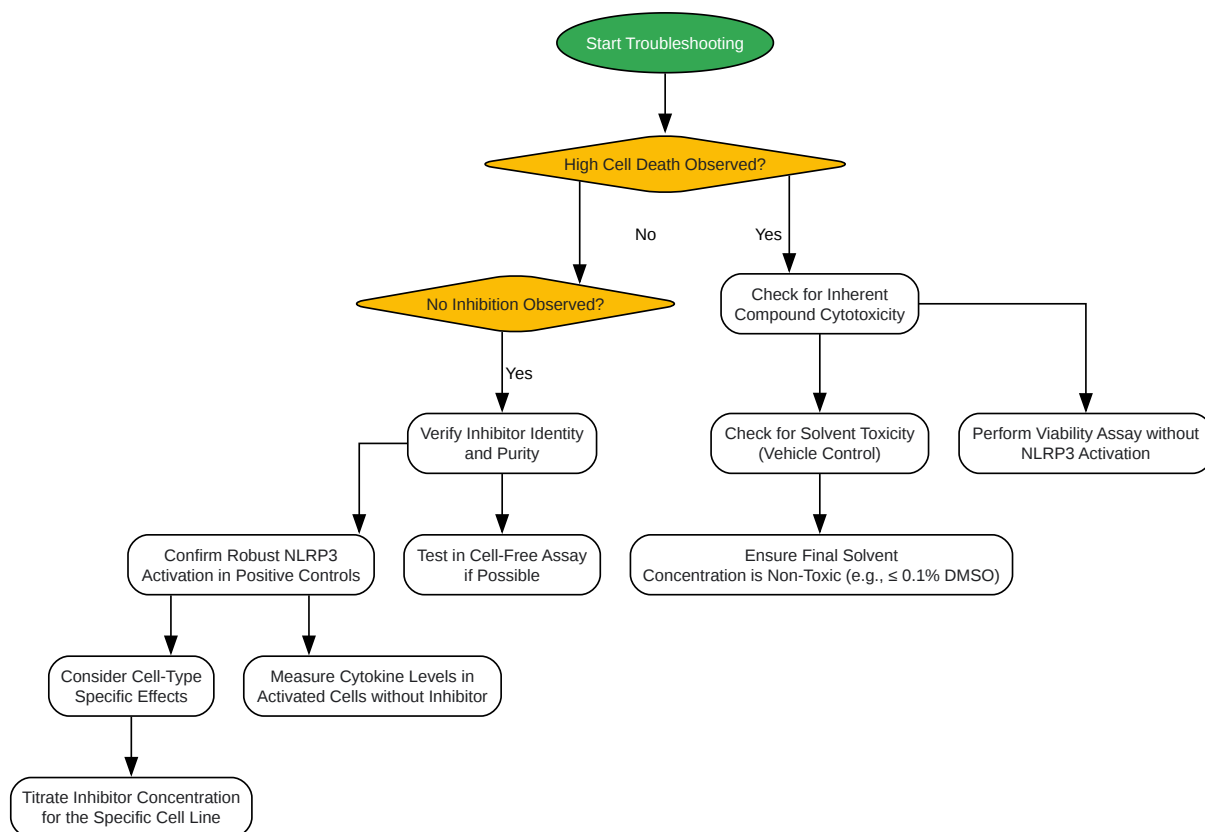 Start Troubleshooting
High Cell Death Observed?
No
Yes
No Inhibition Observed?
Check for Inherent
Compound Cytotoxicity
Yes
Verify Inhibitor Identity
and Purity
Check for Solvent Toxicity
(Vehicle Control)
Perform Viability Assay without
NLRP3 Activation
Confirm Robust NLRP3
Activation in Positive Controls
Test in Cell-Free Assay
if Possible
Ensure Final Solvent
Concentration is Non-Toxic (e.g., ≤ 0.1% DMSO)
Consider Cell-Type
Specific Effects
Measure Cytokine Levels in
Activated Cells without Inhibitor
Titrate Inhibitor Concentration
for the Specific Cell Line